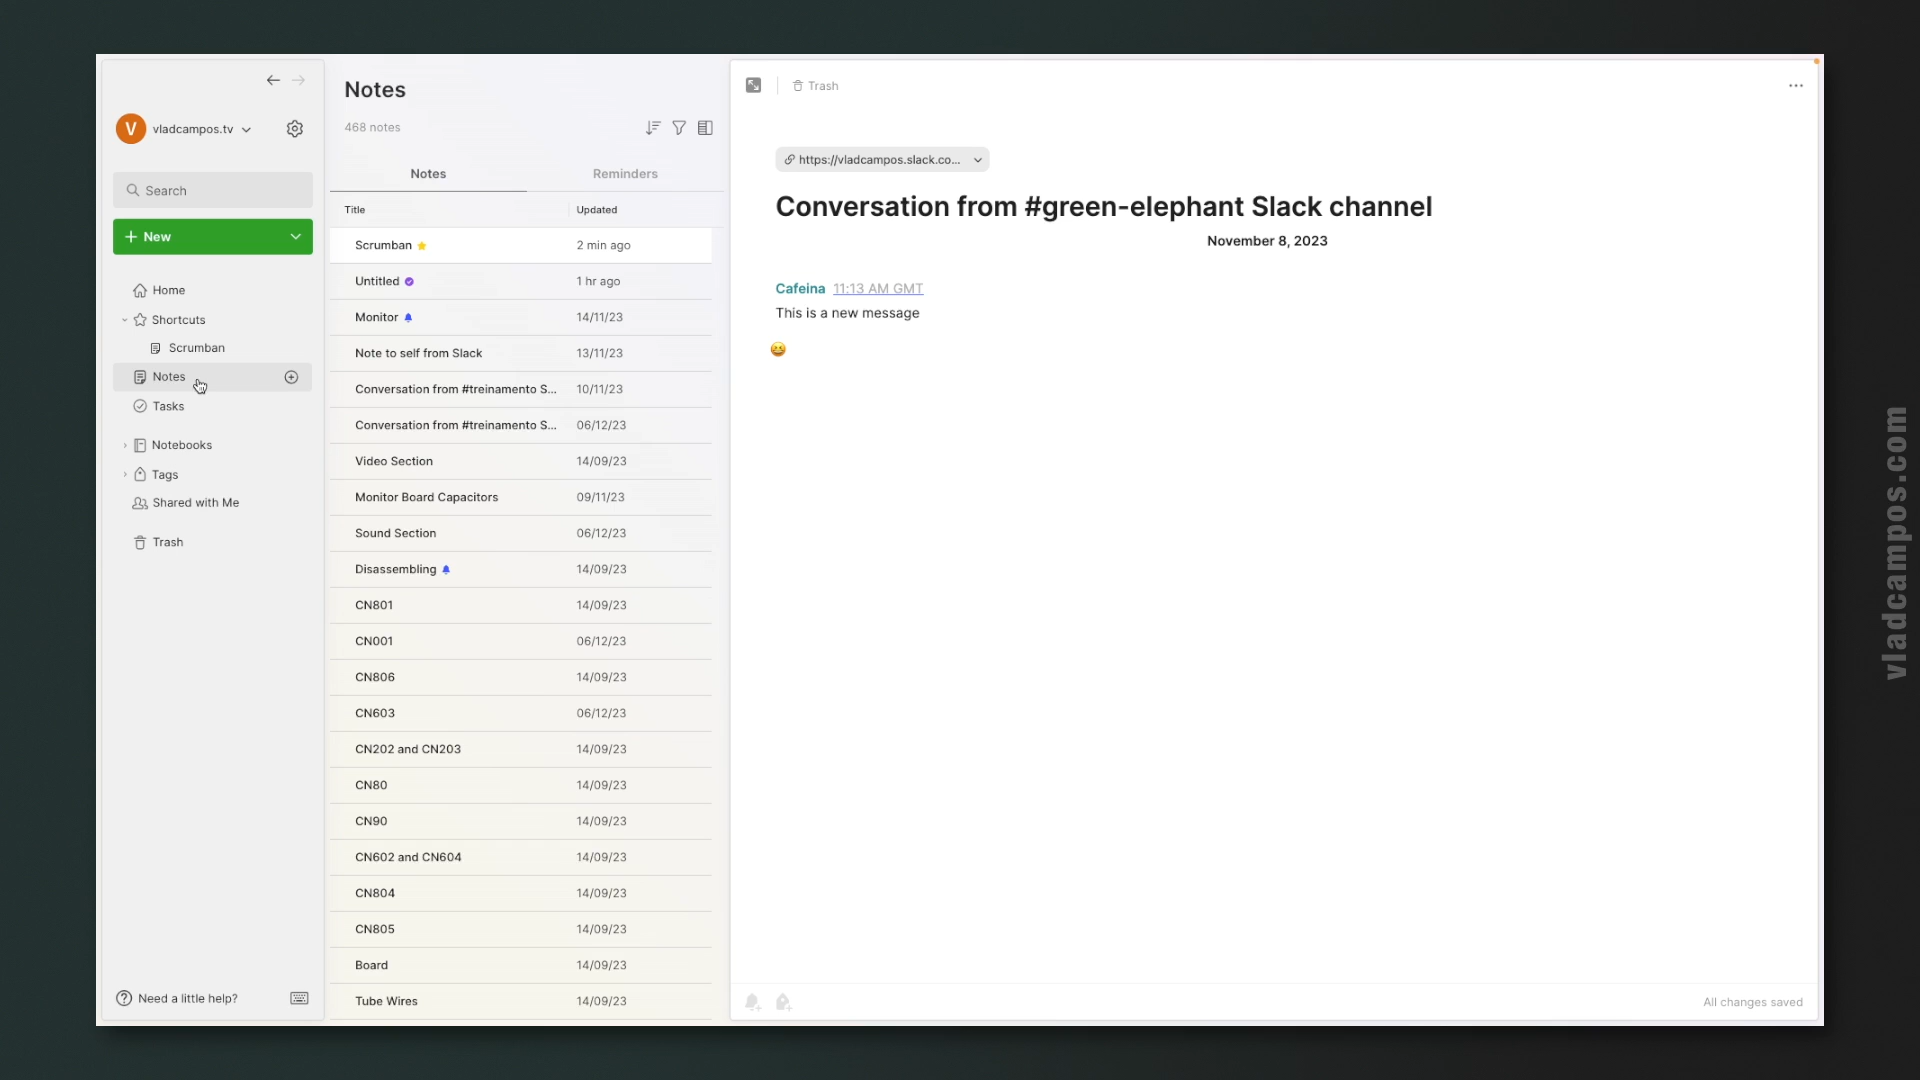 V
vladcampos.tv
Search
New
Home
Shortcuts
Scrumban
Notes
Tasks
Notebooks
Tags
Shared with Me
Trash
Need a little help?
Notes
468 notes
Notes Reminders
Title Updated
Scrumban 2 min ago
Untitled 1 hr ago
Monitor 14/11/23
Note to self from Slack 13/11/23
Conversation from #treinamento S... 10/11/23
Conversation from #treinamento S... 06/12/23
Video Section 14/09/23
Monitor Board Capacitors 09/11/23
Sound Section 06/12/23
Disassembling 14/09/23
CN801 14/09/23
CN001 06/12/23
CN806 14/09/23
CN603 06/12/23
CN202 and CN203 14/09/23
CN80 14/09/23
CN90 14/09/23
CN602 and CN604 14/09/23
CN804 14/09/23
CN805 14/09/23
Board 14/09/23
Tube Wires 14/09/23
Trash
https://vladcampos.slack.co...
Conversation from #green-elephant Slack channel
November 8, 2023
Cafeina 11:13 AM GMT
This is a new message
😆
All changes saved
vladcampos.com